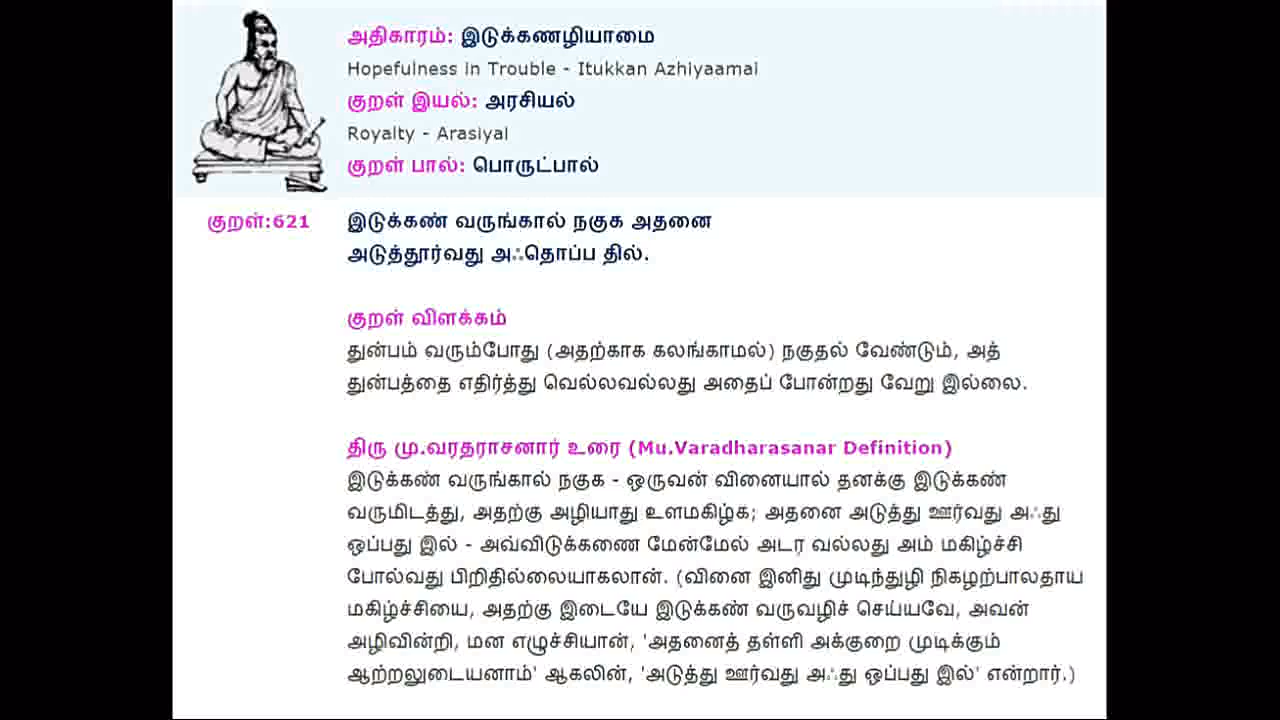 அதிகாரம்: இடுக்கணழியாமை
Hopefulness in Trouble - Itukkan Azhiyaamai
குறள் இயல்: அரசியல்
Royalty - Arasiyal
குறள் பால்: பொருட்பால்
குறள்:621 இடுக்கண் வருங்கால் நகுக அதனை
அடுத்தூர்வது அஃதொப்ப தில்.
குறள் விளக்கம்
துன்பம் வரும்போது (அதற்காக கலங்காமல்) நகுதல் வேண்டும், அத்
துன்பத்தை எதிர்த்து வெல்லவல்லது அதைப் போன்றது வேறு இல்லை.
திரு மு.வரதராசனார் உரை (Mu.Varadharasanar Definition)
இடுக்கண் வருங்கால் நகுக - ஒருவன் வினையால் தனக்கு இடுக்கண்
வருமிடத்து, அதற்கு அழியாது உளமகிழ்க; அதனை அடுத்து ஊர்வது அஃது
ஒப்பது இல் - அவ்விடுக்கணை மேன்மேல் அடர வல்லது அம் மகிழ்ச்சி
போல்வது பிறிதில்லையாகலான். (வினை இனிது முடிந்துழி நிகழற்பாலதாய
மகிழ்ச்சியை, அதற்கு இடையே இடுக்கண் வருவழிச் செய்யவே, அவன்
அழிவின்றி, மன எழுச்சியான், 'அதனைத் தள்ளி அக்குறை முடிக்கும்
ஆற்றலுடையனாம்' ஆகலின், 'அடுத்து ஊர்வது அஃது ஒப்பது இல்' என்றார்.)